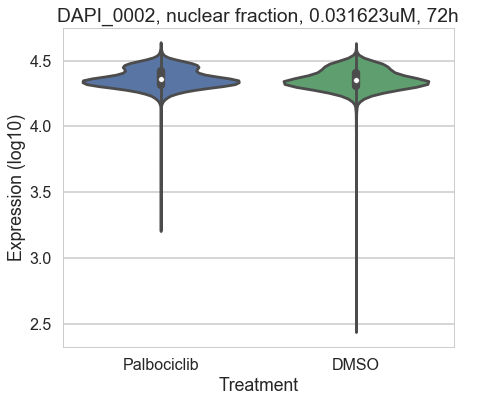 DAPI_0002, nuclear fraction, 0.031623uM, 72h
Expression (log10)
4.5
4.0
3.5
3.0
2.5
Palbociclib
DMSO
Treatment